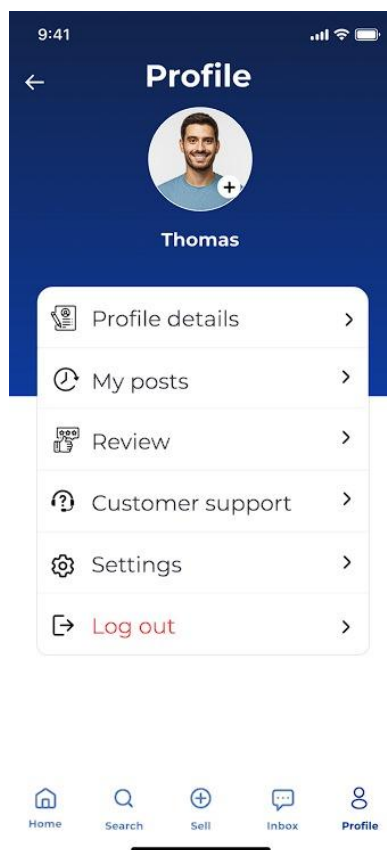 9:41
Profile
Thomas
Profile details
My posts
Review
Customer support
Settings
Log out
Home Search Sell Inbox Profile